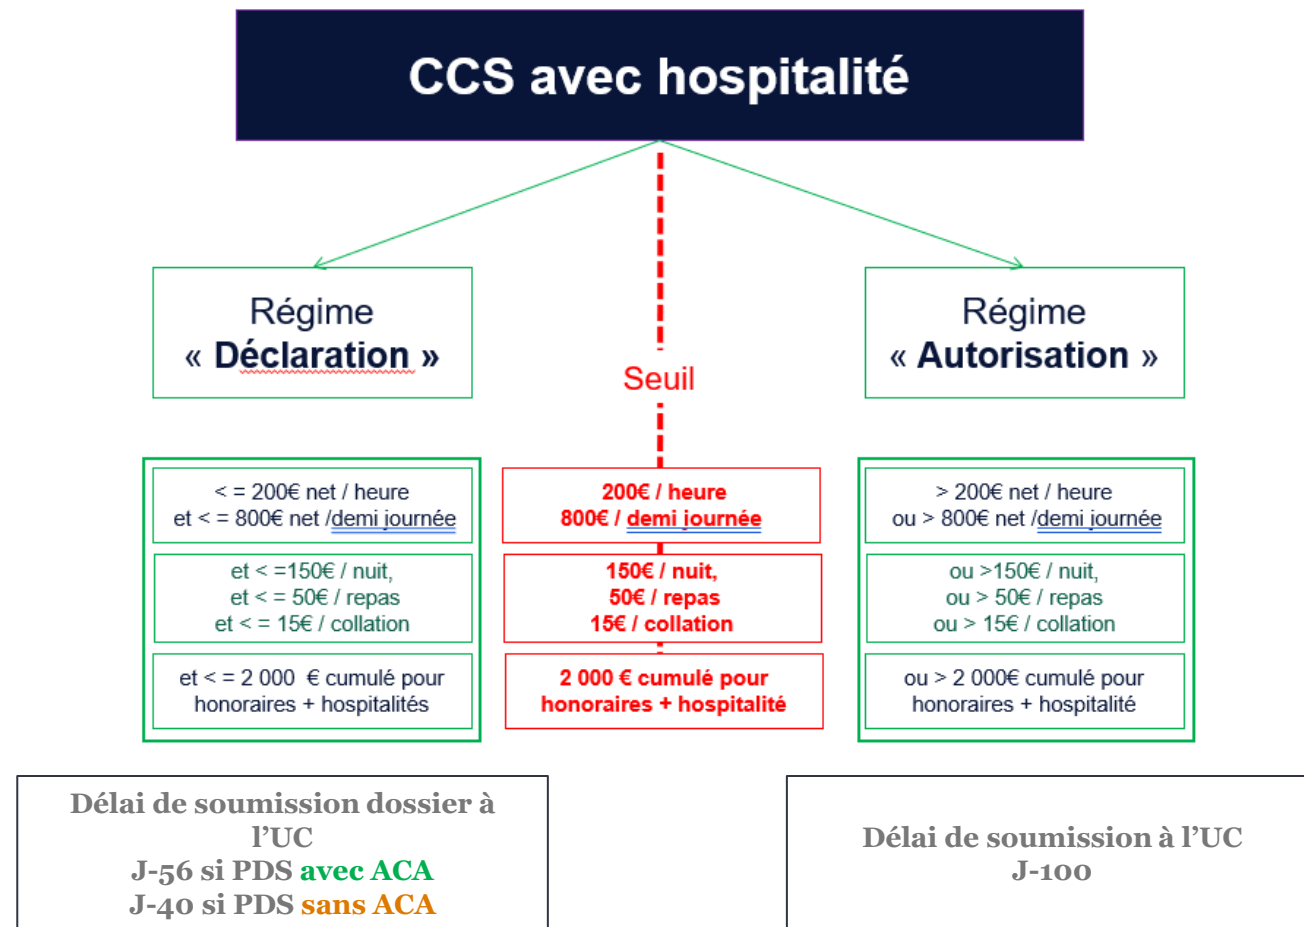 CCS avec hospitalité
Régime
« Déclaration »
Seuil
Régime
« Autorisation »
< = 200€ net / heure
et < = 800€ net /demi journée
et < =150€ / nuit,
et < = 50€ / repas
et < = 15€ / collation
et < = 2 000  € cumulé pour
honoraires + hospitalités
200€ / heure
800€ / demi journée
150€ / nuit,
50€ / repas
15€ / collation
2 000 € cumulé pour
honoraires + hospitalité
> 200€ net / heure
ou > 800€ net /demi journée
ou >150€ / nuit,
ou > 50€ / repas
ou > 15€ / collation
ou > 2 000€ cumulé pour
honoraires + hospitalité
Délai de soumission dossier à
l’UC
J-56 si PDS avec ACA
J-40 si PDS sans ACA
Délai de soumission à l’UC
J-100